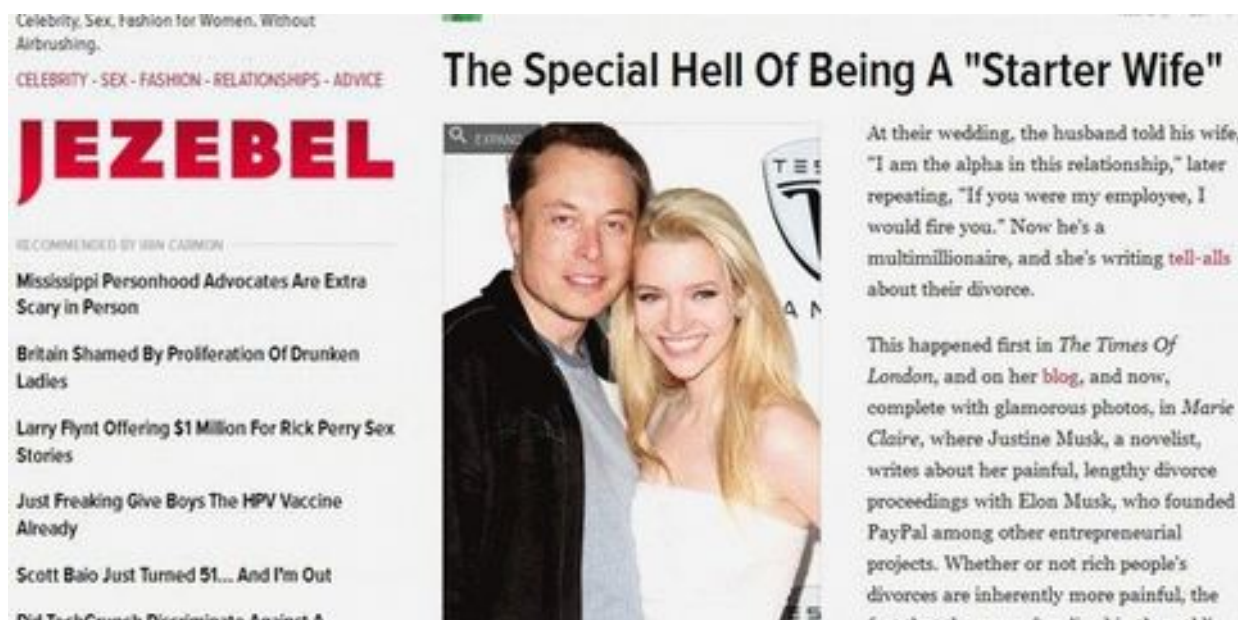 Celebrity, Sex, Fashion for Women. Without
Airbrushing.
CELEBRITY - SEX - FASHION - RELATIONSHIPS - ADVICE
JEZEBEL
RECOMMENDED BY IRIN CARMON
Mississippi Personhood Advocates Are Extra
Scary in Person
Britain Shamed By Proliferation Of Drunken
Ladies
Larry Flynt Offering $1 Million For Rick Perry Sex
Stories
Just Freaking Give Boys The HPV Vaccine
Already
Scott Baio Just Turned 51... And I'm Out
Did TechCrunch Discriminate Against A
The Special Hell Of Being A "Starter Wife"
EXPAND
TES
At their wedding, the husband told his wife,
"I am the alpha in this relationship," later
repeating, "If you were my employee, I
would fire you." Now he's a
multimillionaire, and she's writing tell-alls
about their divorce.
This happened first in The Times Of
London, and on her blog, and now,
complete with glamorous photos, in Marie
Claire, where Justine Musk, a novelist,
writes about her painful, lengthy divorce
proceedings with Elon Musk, who founded
PayPal among other entrepreneurial
projects. Whether or not rich people's
divorces are inherently more painful, the